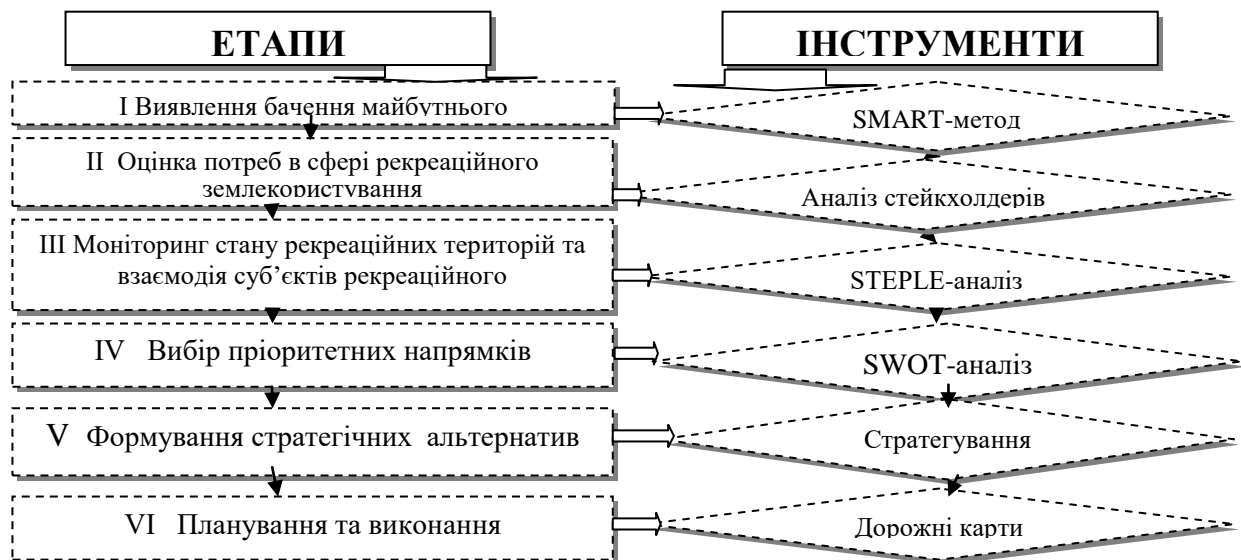 ЕТАПИ
ІНСТРУМЕНТИ
І Виявлення бачення майбутнього
SMART-метод
ІІ Оцінка потреб в сфері рекреаційного
землекористування
Аналіз стейкхолдерів
ІІІ Моніторинг стану рекреаційних територій та
взаємодія суб’єктів рекреаційного
STEPLE-аналіз
IV Вибір пріоритетних напрямків
SWOT-аналіз
V Формування стратегічних альтернатив
Стратегування
VI Планування та виконання
Дорожні карти